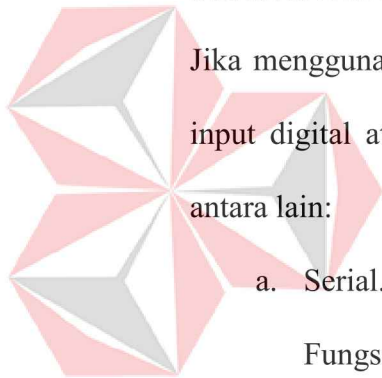 Jika mengguna
input digital at
antara lain:
a. Serial.
Fungs